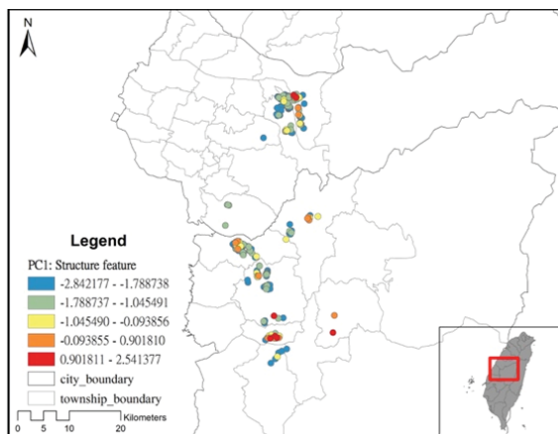 N
Legend
PC1: Structure feature
-2.842177 - -1.788738
-1.788737 - -1.045491
-1.045490 - -0.093856
-0.093855 - 0.901810
0.901811 - 2.541377
city_boundary
township_boundary
Kilometers
0 5 10 20